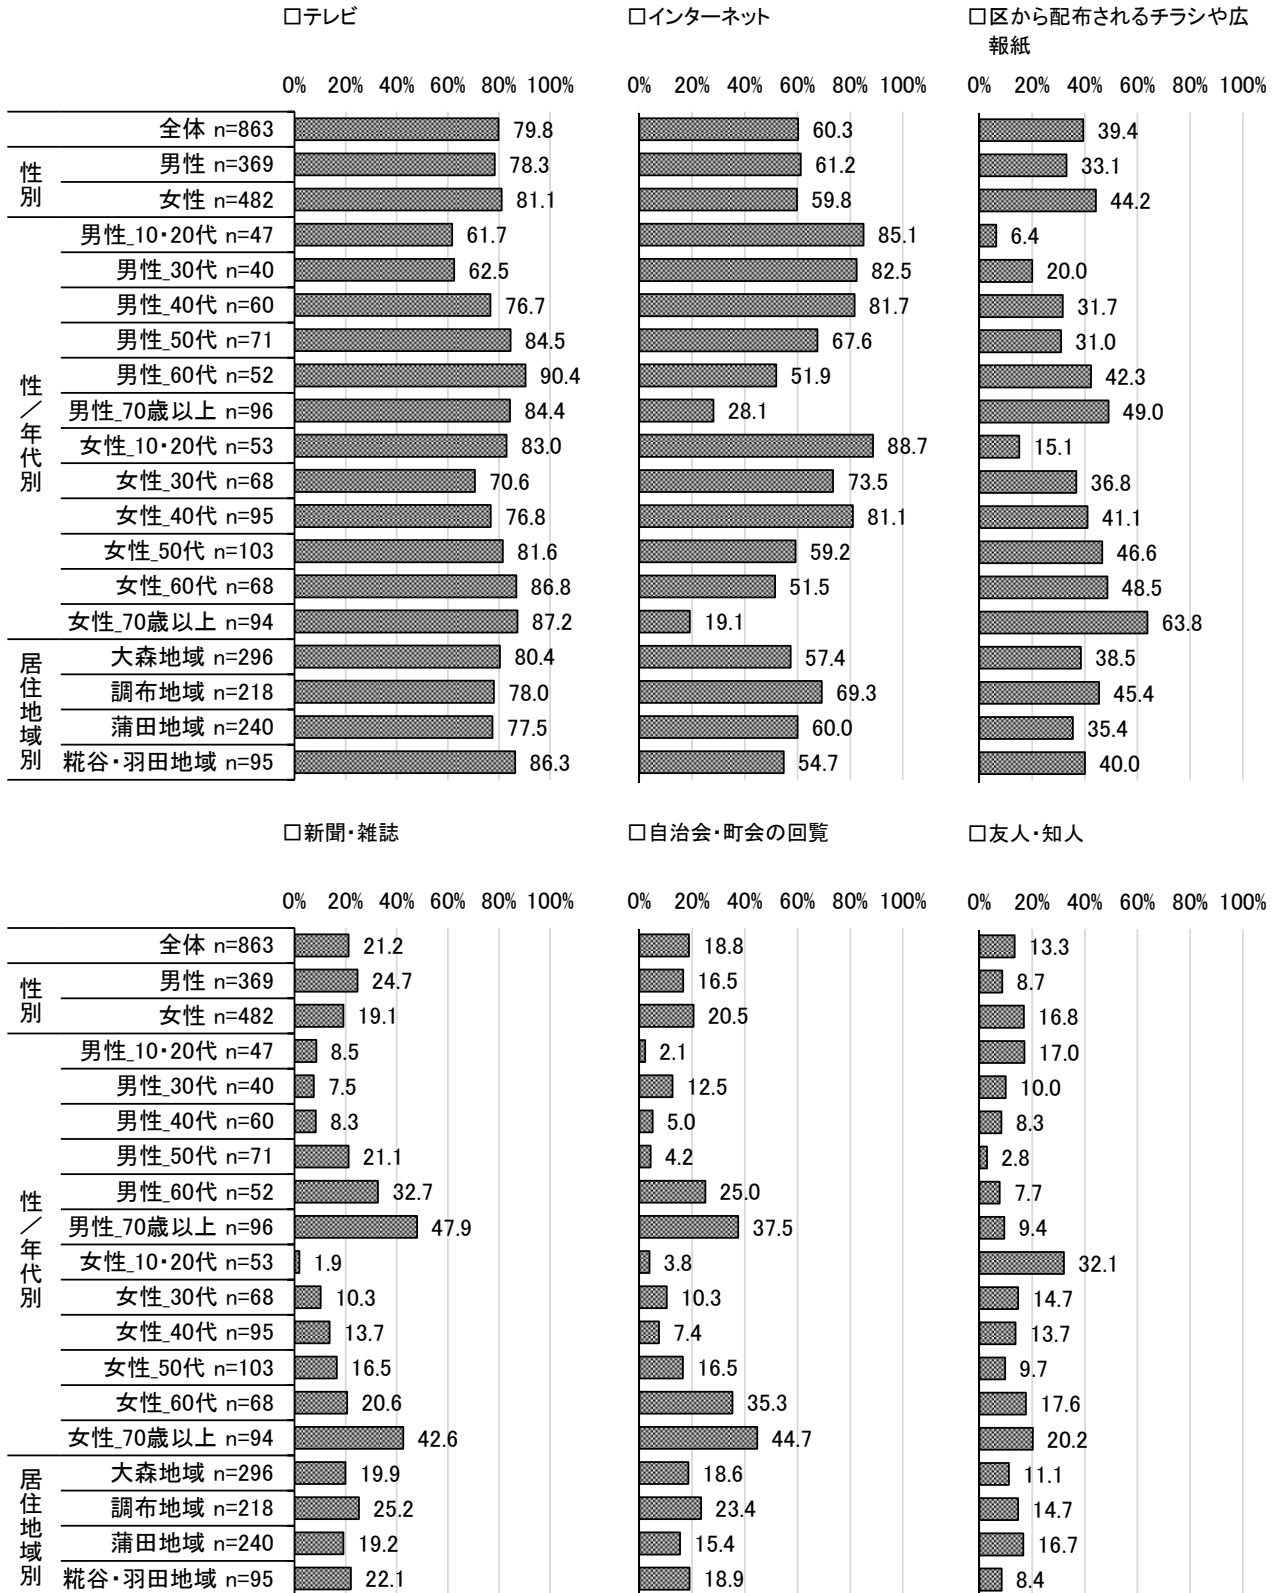 □テレビ □インターネット □区から配布されるチラシや広
報紙
0% 20% 40% 60% 80% 100% 0% 20% 40% 60% 80% 100% 0% 20% 40% 60% 80% 100%
全体 n=863 79.8 60.3 39.4
性別
男性 n=369 78.3 61.2 33.1
女性 n=482 81.1 59.8 44.2
性／年代別
男性_10・20代 n=47 61.7 85.1 6.4
男性_30代 n=40 62.5 82.5 20.0
男性_40代 n=60 76.7 81.7 31.7
男性_50代 n=71 84.5 67.6 31.0
男性_60代 n=52 90.4 51.9 42.3
男性_70歳以上 n=96 84.4 28.1 49.0
女性_10・20代 n=53 83.0 88.7 15.1
女性_30代 n=68 70.6 73.5 36.8
女性_40代 n=95 76.8 81.1 41.1
女性_50代 n=103 81.6 59.2 46.6
女性_60代 n=68 86.8 51.5 48.5
女性_70歳以上 n=94 87.2 19.1 63.8
居住地域別
大森地域 n=296 80.4 57.4 38.5
調布地域 n=218 78.0 69.3 45.4
蒲田地域 n=240 77.5 60.0 35.4
糀谷・羽田地域 n=95 86.3 54.7 40.0
□新聞・雑誌 □自治会・町会の回覧 □友人・知人
0% 20% 40% 60% 80% 100% 0% 20% 40% 60% 80% 100% 0% 20% 40% 60% 80% 100%
全体 n=863 21.2 18.8 13.3
性別
男性 n=369 24.7 16.5 8.7
女性 n=482 19.1 20.5 16.8
性／年代別
男性_10・20代 n=47 8.5 2.1 17.0
男性_30代 n=40 7.5 12.5 10.0
男性_40代 n=60 8.3 5.0 8.3
男性_50代 n=71 21.1 4.2 2.8
男性_60代 n=52 32.7 25.0 7.7
男性_70歳以上 n=96 47.9 37.5 9.4
女性_10・20代 n=53 1.9 3.8 32.1
女性_30代 n=68 10.3 10.3 14.7
女性_40代 n=95 13.7 7.4 13.7
女性_50代 n=103 16.5 16.5 9.7
女性_60代 n=68 20.6 35.3 17.6
女性_70歳以上 n=94 42.6 44.7 20.2
居住地域別
大森地域 n=296 19.9 18.6 11.1
調布地域 n=218 25.2 23.4 14.7
蒲田地域 n=240 19.2 15.4 16.7
糀谷・羽田地域 n=95 22.1 18.9 8.4